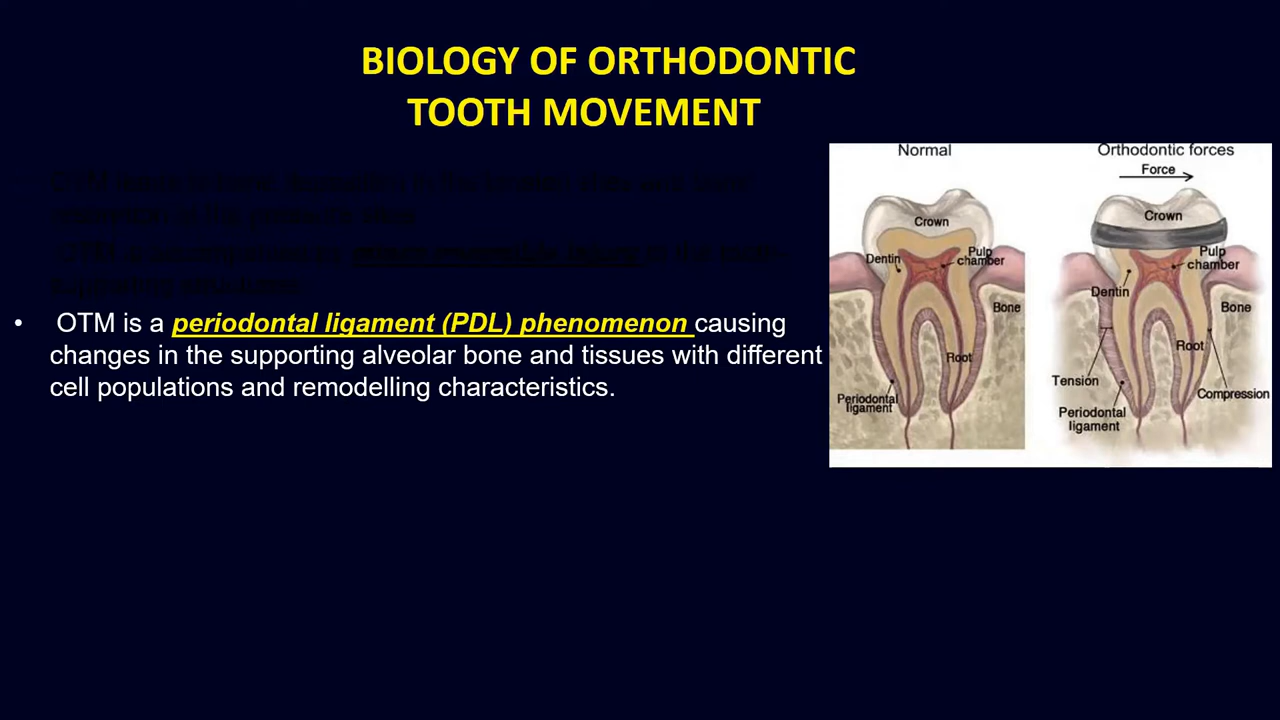 BIOLOGY OF ORTHODONTIC
TOOTH MOVEMENT
• OTM is a periodontal ligament (PDL) phenomenon causing
changes in the supporting alveolar bone and tissues with different
cell populations and remodelling characteristics.
Normal
Crown
Dentin
Pulp
chamber
Bone
Root
Periodontal
ligament
Orthodontic forces
Force
Crown
Pulp
chamber
Dentin
Bone
Root
Tension
Compression
Periodontal
ligament